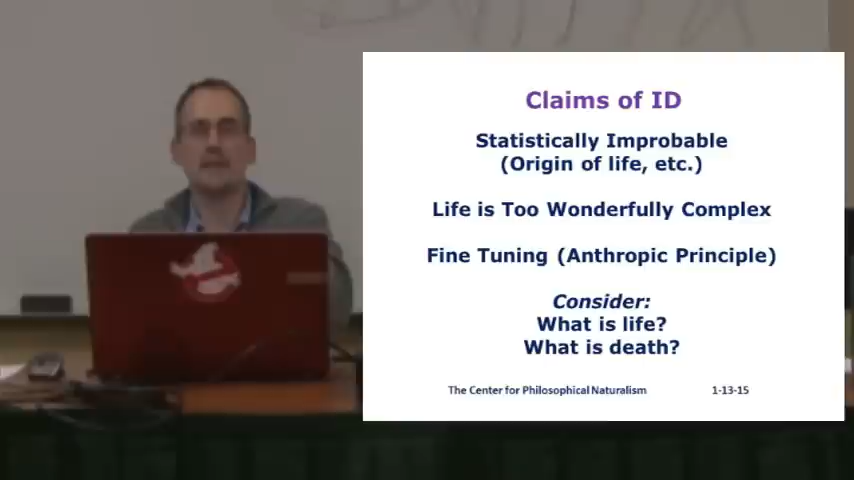 Claims of ID
Statistically Improbable
(Origin of life, etc.)
Life is Too Wonderfully Complex
Fine Tuning (Anthropic Principle)
Consider:
What is life?
What is death?
The Center for Philosophical Naturalism 1-13-15